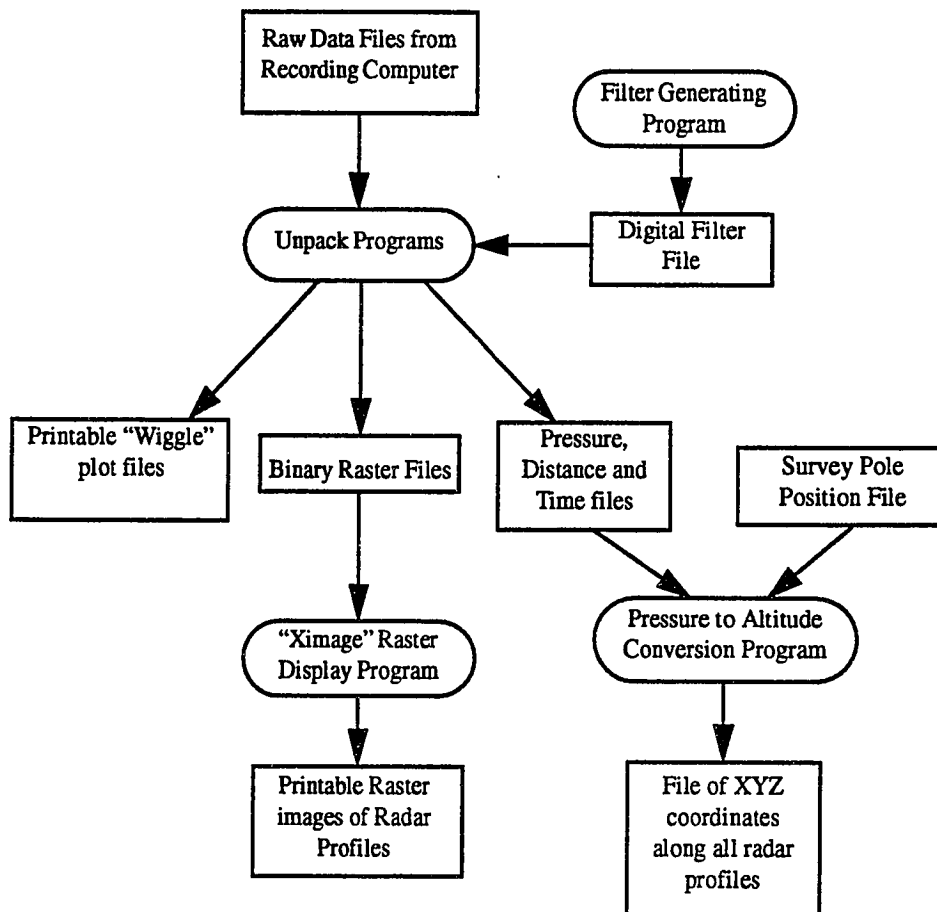 Raw Data Files from
Recording Computer
Filter Generating
Program
Unpack Programs
Digital Filter
File
Printable “Wiggle”
plot files
Binary Raster Files
Pressure,
Distance and
Time files
Survey Pole
Position File
“Ximage” Raster
Display Program
Pressure to Altitude
Conversion Program
Printable Raster
images of Radar
Profiles
File of XYZ
coordinates
along all radar
profiles